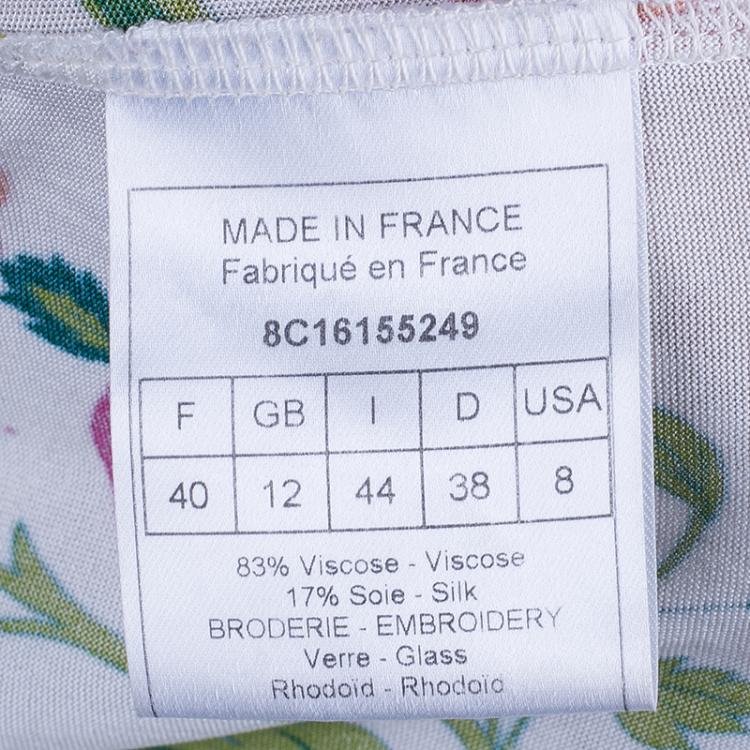 MADE IN FRANCE
Fabriqué en France
8C16155249
F GB I D USA
40 12 44 38 8
83% Viscose - Viscose
17% Soie - Silk
BRODERIE - EMBROIDERY
Verre - Glass
Rhodoïd - Rhodoïd